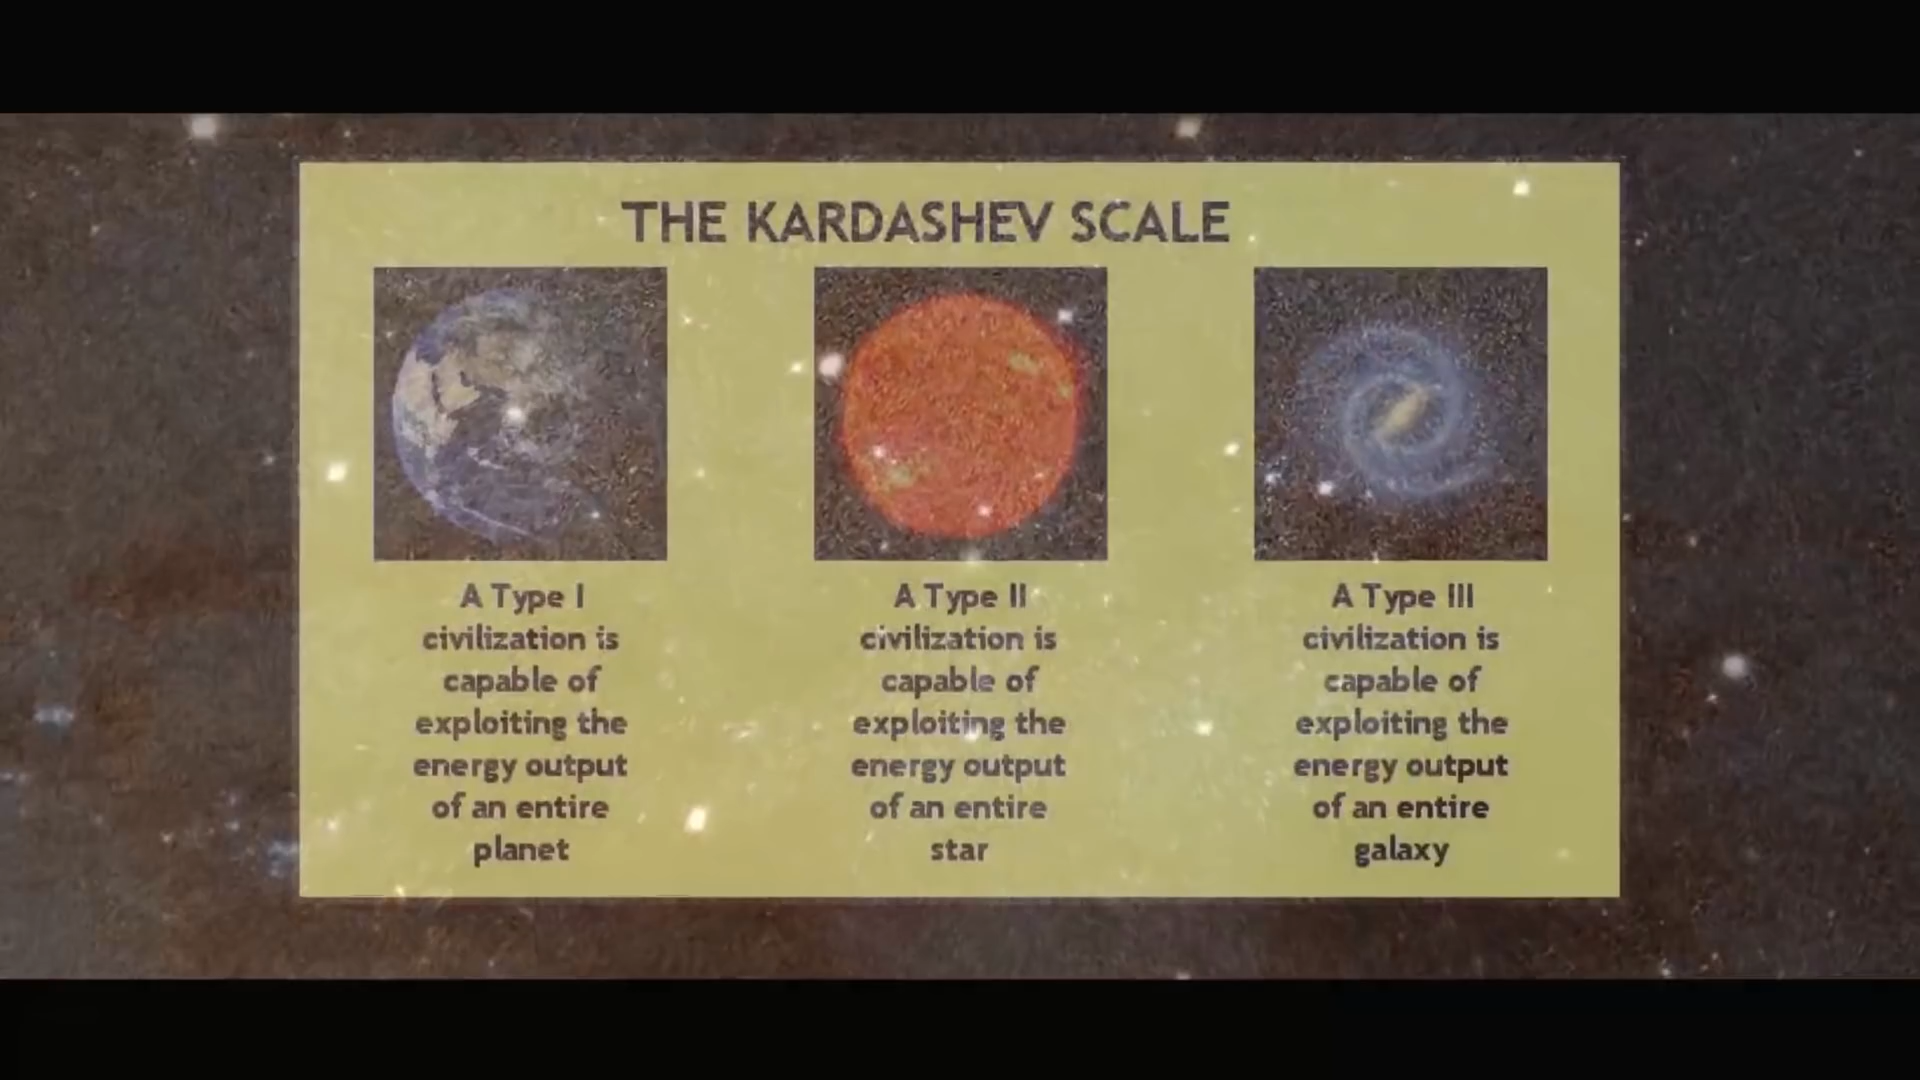 THE KARDASHEV SCALE
A Type I
civilization is
capable of
exploiting the
energy output
of an entire
planet
A Type II
civilization is
capable of
exploiting the
energy output
of an entire
star
A Type III
civilization is
capable of
exploiting the
energy output
of an entire
galaxy